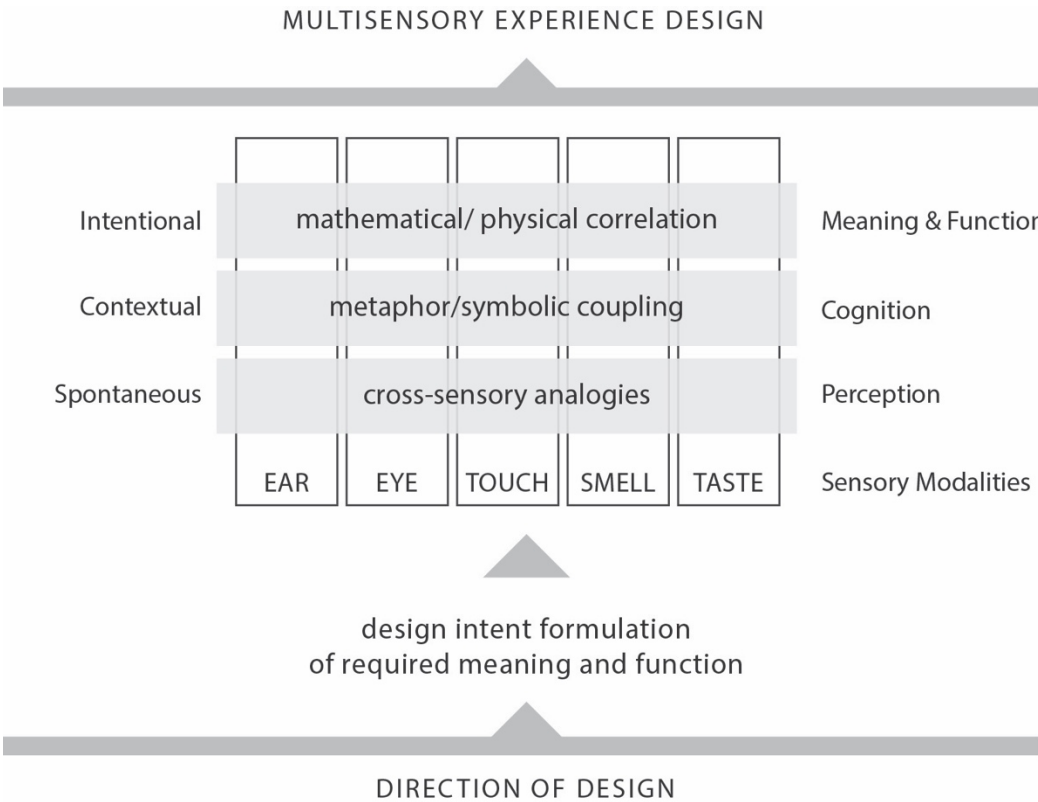 MULTISENSORY EXPERIENCE DESIGN
Intentional
mathematical/ physical correlation
Meaning & Function
Contextual
metaphor/symbolic coupling
Cognition
Spontaneous
cross-sensory analogies
Perception
EAR
EYE
TOUCH
SMELL
TASTE
Sensory Modalities
design intent formulation
of required meaning and function
DIRECTION OF DESIGN